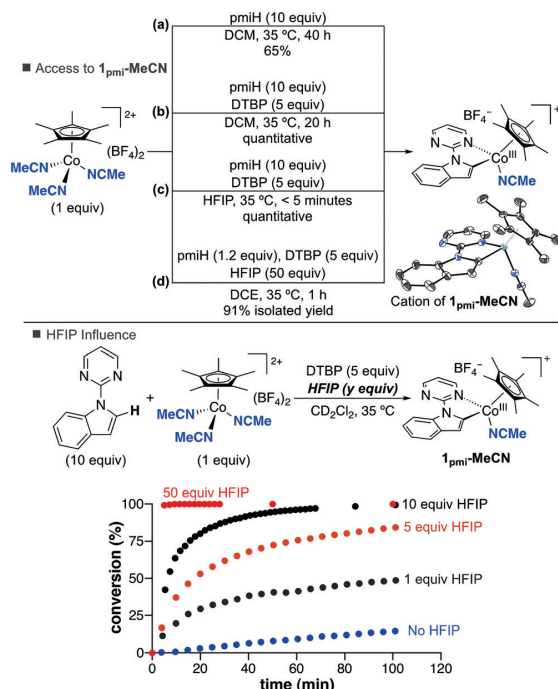 (a)
pmiH (10 equiv)
DCM, 35 ºC, 40 h
65%
■ Access to 1pmi-MeCN
pmiH (10 equiv)
DTBP (5 equiv)
(b)
DCM, 35 ºC, 20 h
quantitative
2+
(BF4)2
Co
MeCN
NCMe
MeCN
(1 equiv)
pmiH (10 equiv)
DTBP (5 equiv)
(c)
HFIP, 35 ºC, < 5 minutes
quantitative
pmiH (1.2 equiv), DTBP (5 equiv)
HFIP (50 equiv)
(d)
DCE, 35 ºC, 1 h
91% isolated yield
BF4−
+
N
N
N
CoIII
NCMe
Cation of 1pmi-MeCN
■ HFIP Influence
N
N
N
H
(10 equiv)
+
2+
(BF4)2
Co
MeCN
NCMe
MeCN
(1 equiv)
DTBP (5 equiv)
HFIP (y equiv)
CD2Cl2, 35 ºC
BF4−
+
N
N
N
CoIII
NCMe
1pmi-MeCN
conversion (%)
100
75
50
25
0
50 equiv HFIP
10 equiv HFIP
5 equiv HFIP
1 equiv HFIP
No HFIP
0 20 40 60 80 100 120
time (min)